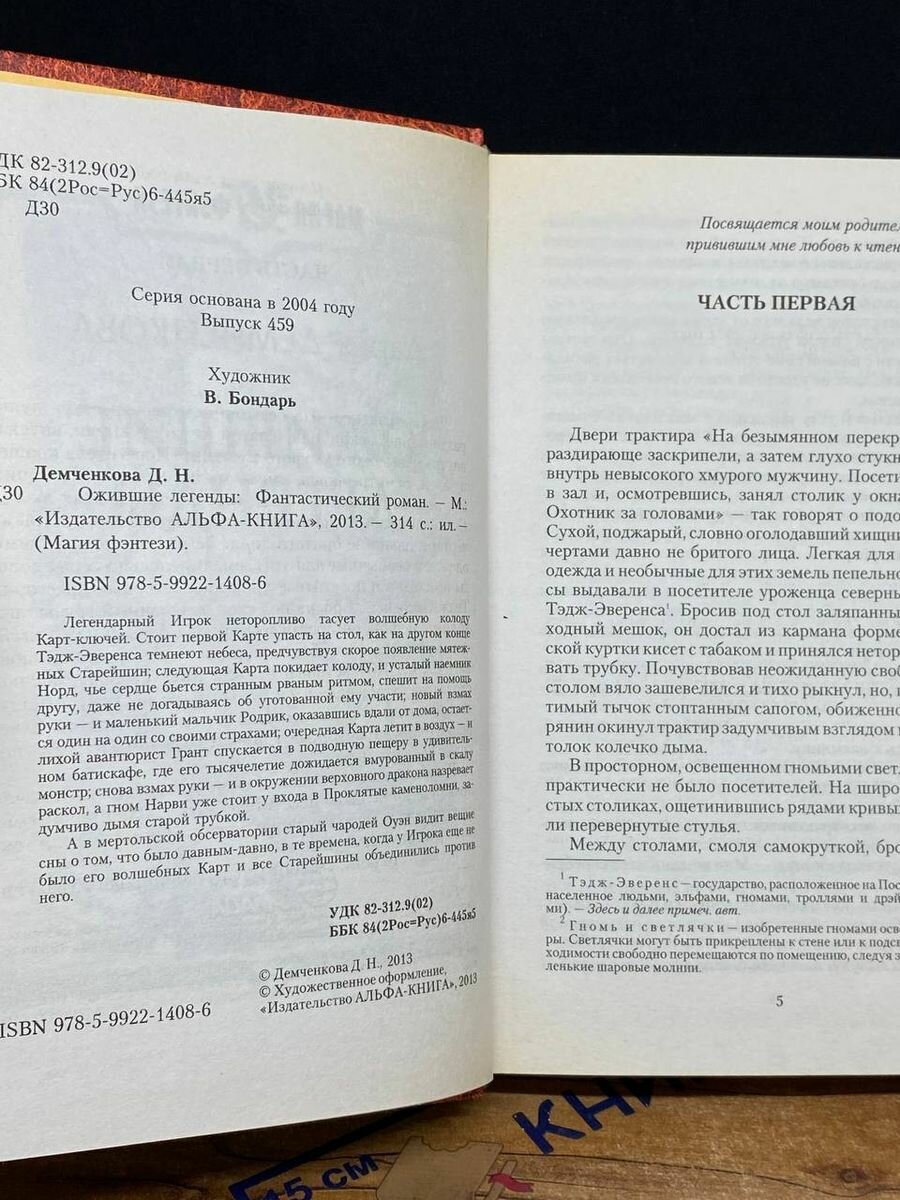 УДК 82-312.9(02)
ББК 84(2Рос=Рус)6-445я5
Д30
Серия основана в 2004 году
Выпуск 459
Художник
В. Бондарь
Демченкова Д. Н.
Д30 Ожившие легенды: Фантастический роман. — М.:
«Издательство АЛЬФА-КНИГА», 2013. — 314 с.: ил. —
(Магия фэнтези).
ISBN 978-5-9922-1408-6
Легендарный Игрок неторопливо тасует волшебную колоду
Карт-ключей. Стоит первой Карте упасть на стол, как на другом конце
Тэдж-Эверенса темнеют небеса, предчувствуя скорое появление мятеж-
ных Старейшин; следующая Карта покидает колоду, и усталый наемник
Норд, чье сердце бьется странным рваным ритмом, спешит на помощь
другу, даже не догадываясь об уготованной ему участи; новый взмах
руки — и маленький мальчик Родрик, оказавшись вдали от дома, остает-
ся один на один со своими страхами; очередная Карта летит в воздух — и
лихой авантюрист Грант спускается в подводную пещеру в удивитель-
ном батискафе, где его тысячелетие дожидается вмурованный в скалу
монстр; снова взмах руки — и в окружении верховного дракона назревает
раскол, а гном Нарви уже стоит у входа в Проклятые каменоломни, за-
думчиво дымя старой трубкой.
А в мертольской обсерватории старый чародей Оуэн видит вещие
сны о том, что было давным-давно, в те времена, когда у Игрока еще не
было его волшебных Карт и все Старейшины объединились против
него.
УДК 82-312.9(02)
ББК 84(2Рос=Рус)6-445я5
© Демченкова Д. Н., 2013
© Художественное оформление,
«Издательство АЛЬФА-КНИГА», 2013
ISBN 978-5-9922-1408-6
Посвящается моим родител
привившим мне любовь к чтен
ЧАСТЬ ПЕРВАЯ
Двери трактира «На безымянном перекр
раздирающе заскрипели, а затем глухо стукн
внутрь невысокого хмурого мужчину. Посети
в зал и, осмотревшись, занял столик у окна
Охотник за головами» — так говорят о подо
Сухой, поджарый, словно оголодавший хищни
чертами давно не бритого лица. Легкая для
одежда и необычные для этих земель пепельно
сы выдавали в посетителе уроженца северны
Тэдж-Эверенса¹. Бросив под стол заляпанны
ходный мешок, он достал из кармана форме
ской куртки кисет с табаком и принялся нетор
вать трубку. Почувствовав неожиданную своб
столом вяло зашевелился и тихо рыкнул, но,
тимый тычок стоптанным сапогом, обиженно
рянин окинул трактир задумчивым взглядом
толок колечко дыма.
В просторном, освещенном гномьими светл
практически не было посетителей. На широ
стых столиках, ощетинившись рядами кривы
ли перевернутые стулья.
Между столами, смоля самокруткой, бро
¹ Тэдж-Эверенс — государство, расположенное на Пос
населенное людьми, эльфами, гномами, троллями и дрэй
ми). — Здесь и далее примеч. авт.
² Гномьи светлячки — изобретенные гномами осв
ры. Светлячки могут быть прикреплены к стене или к подсв
ходимости свободно перемещаются по помещению, следуя з
ленькие шаровые молнии.
5
15 см
КНИ